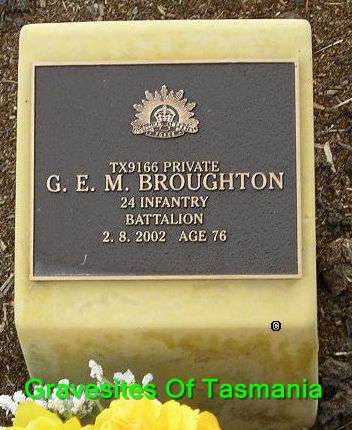 TX9166 PRIVATE
G. E. M. BROUGHTON
24 INFANTRY
BATTALION
2. 8. 2002 AGE 76
©
Gravesites Of Tasmania